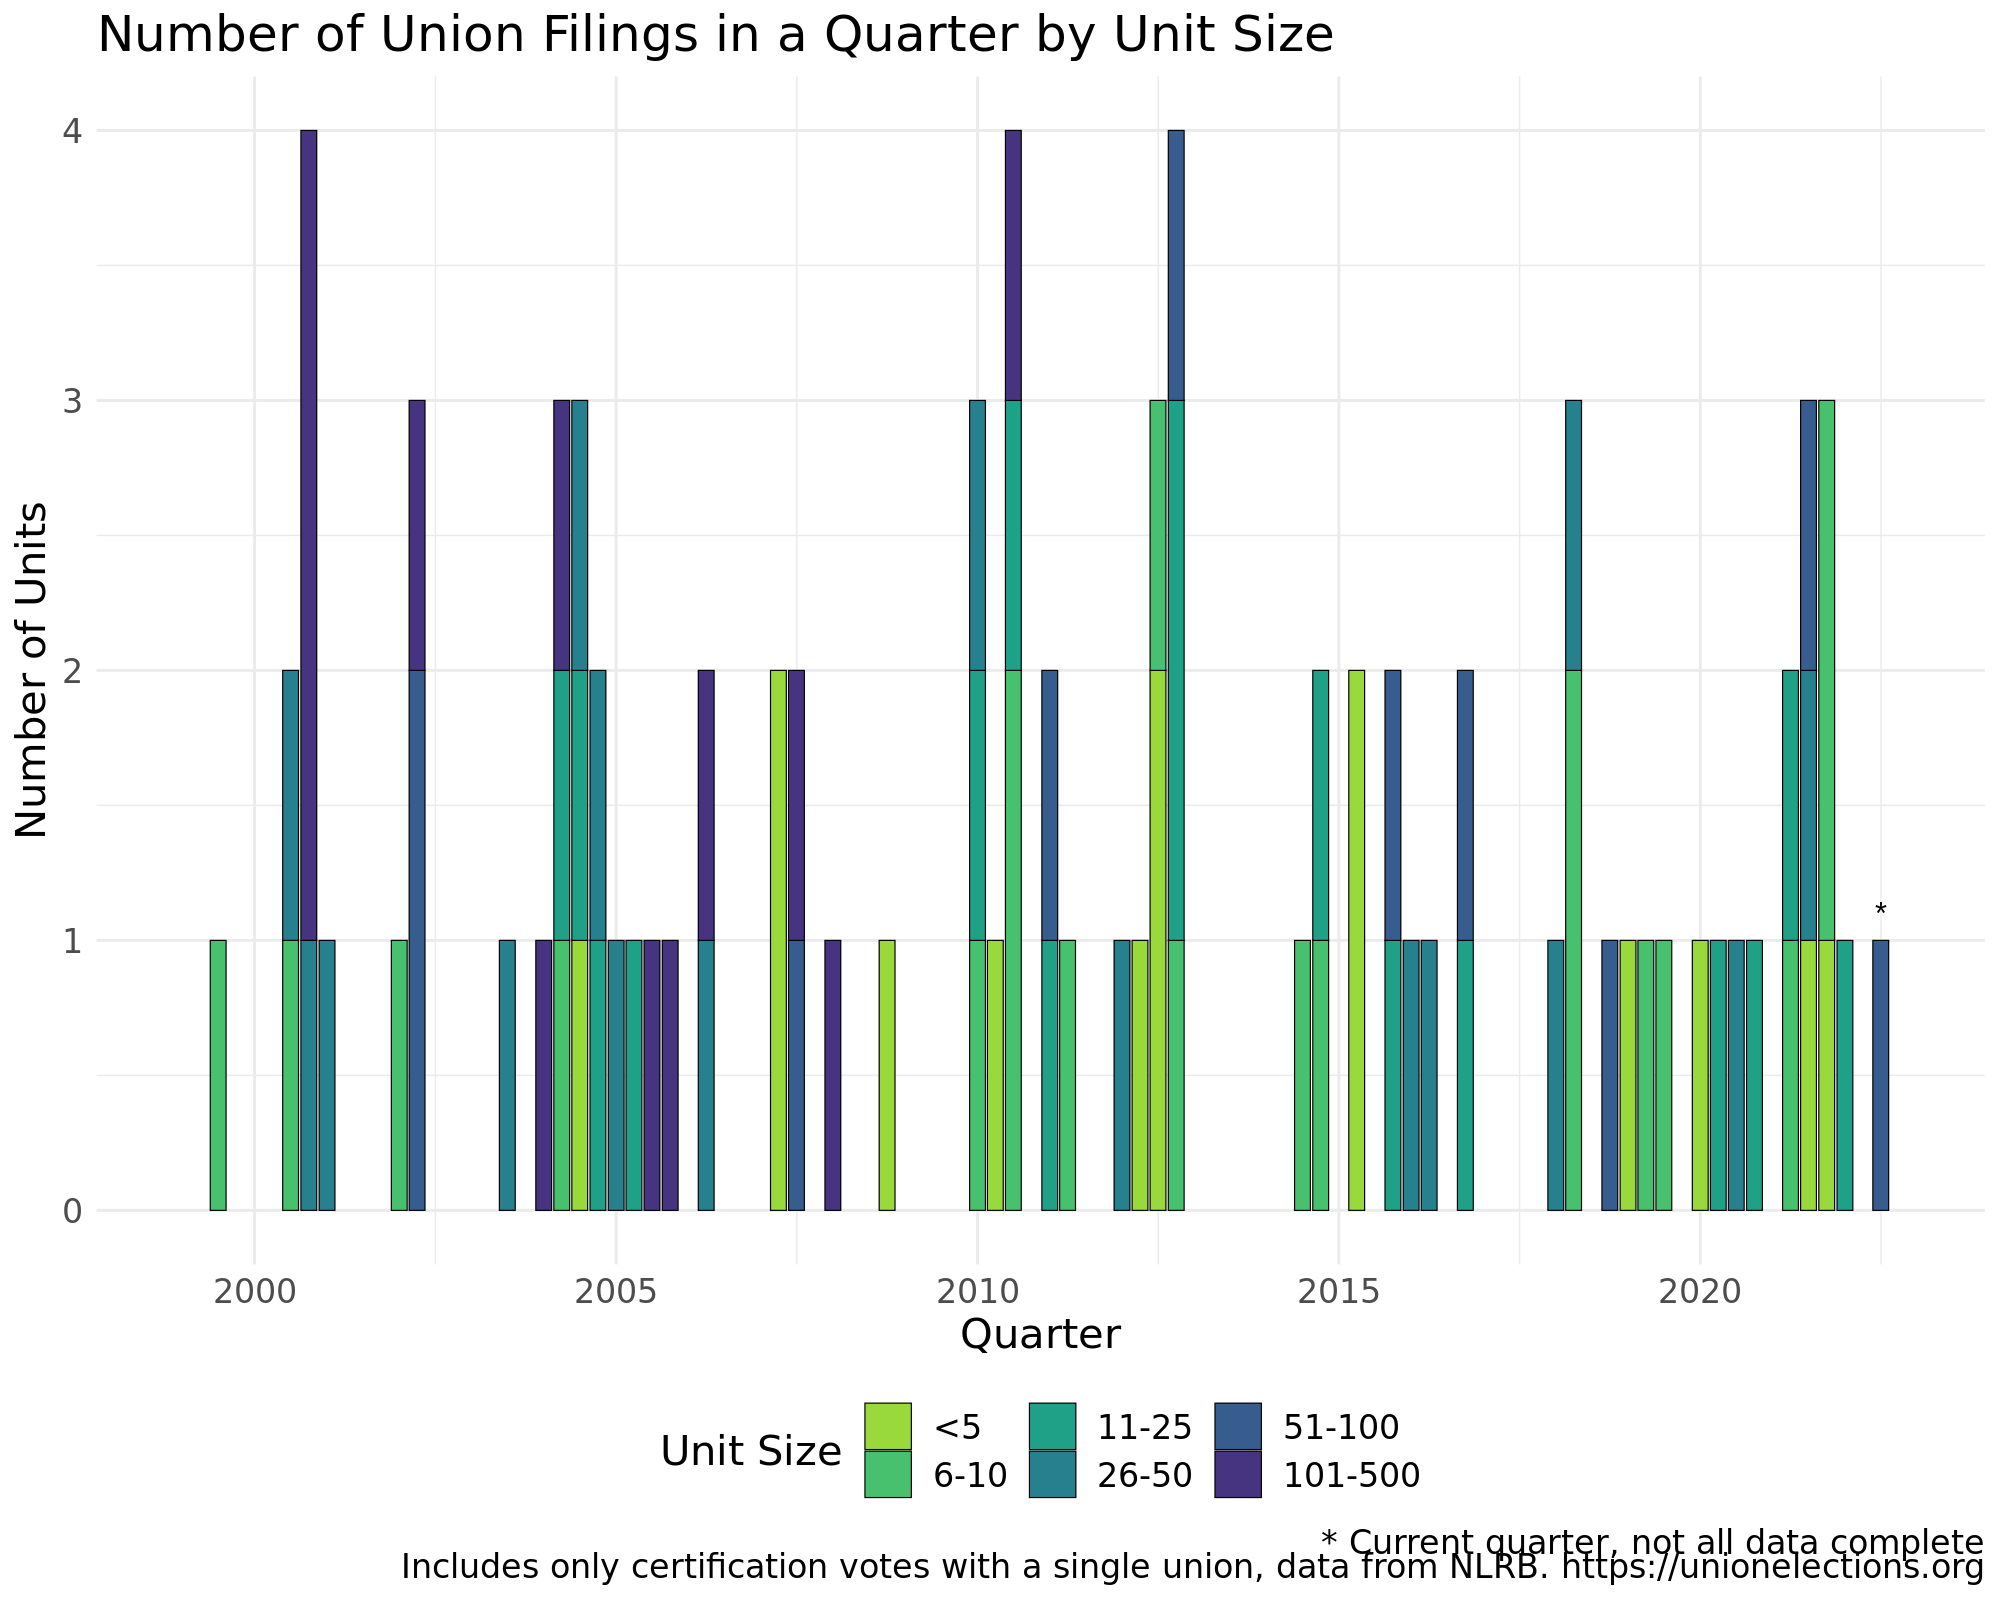 Number of Union Filings in a Quarter by Unit Size
Number of Units
4
3
2
1
0
*
2000 2005 2010 2015 2020
Quarter
Unit Size
<5 11-25 51-100
6-10 26-50 101-500
* Current quarter, not all data complete
Includes only certification votes with a single union, data from NLRB. https://unionelections.org